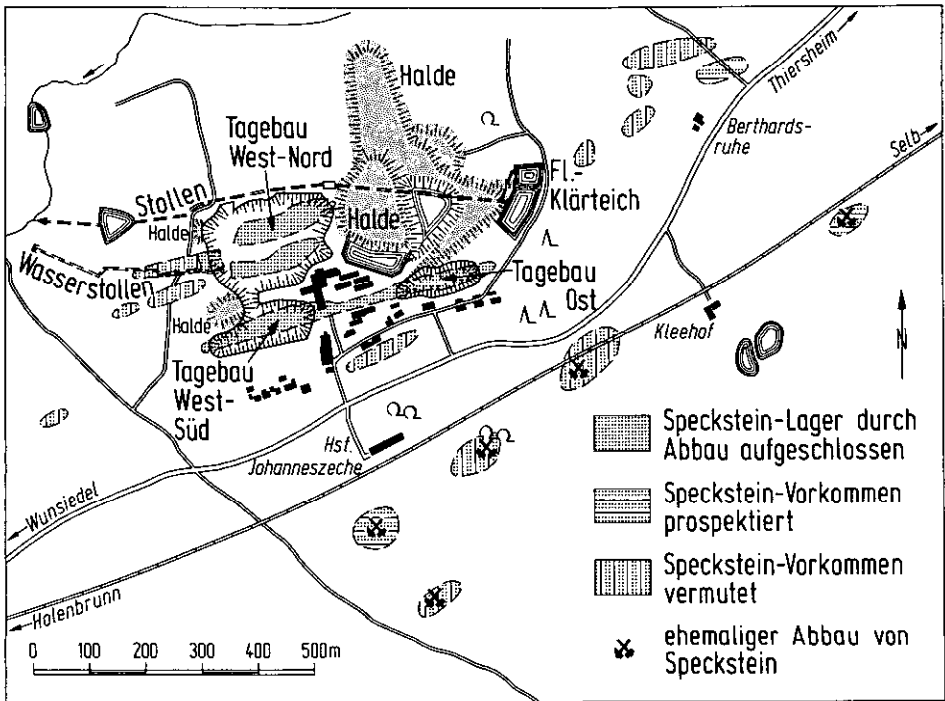 Halde
Tagebau
West-Nord
Thiersheim
Berthards-
ruhe
Selb
Fl.-
Klärteich
Stollen
Halde
Halde
Wasserstollen
Tagebau
Ost
Halde
Kleehof
N
Tagebau
West-
Süd
Hst.
Johanneszeche
Wunsiedel
Holenbrunn
0 100 200 300 400 500m
Speckstein-Lager durch
Abbau aufgeschlossen
Speckstein-Vorkommen
prospektiert
Speckstein-Vorkommen
vermutet
ehemaliger Abbau von
Speckstein